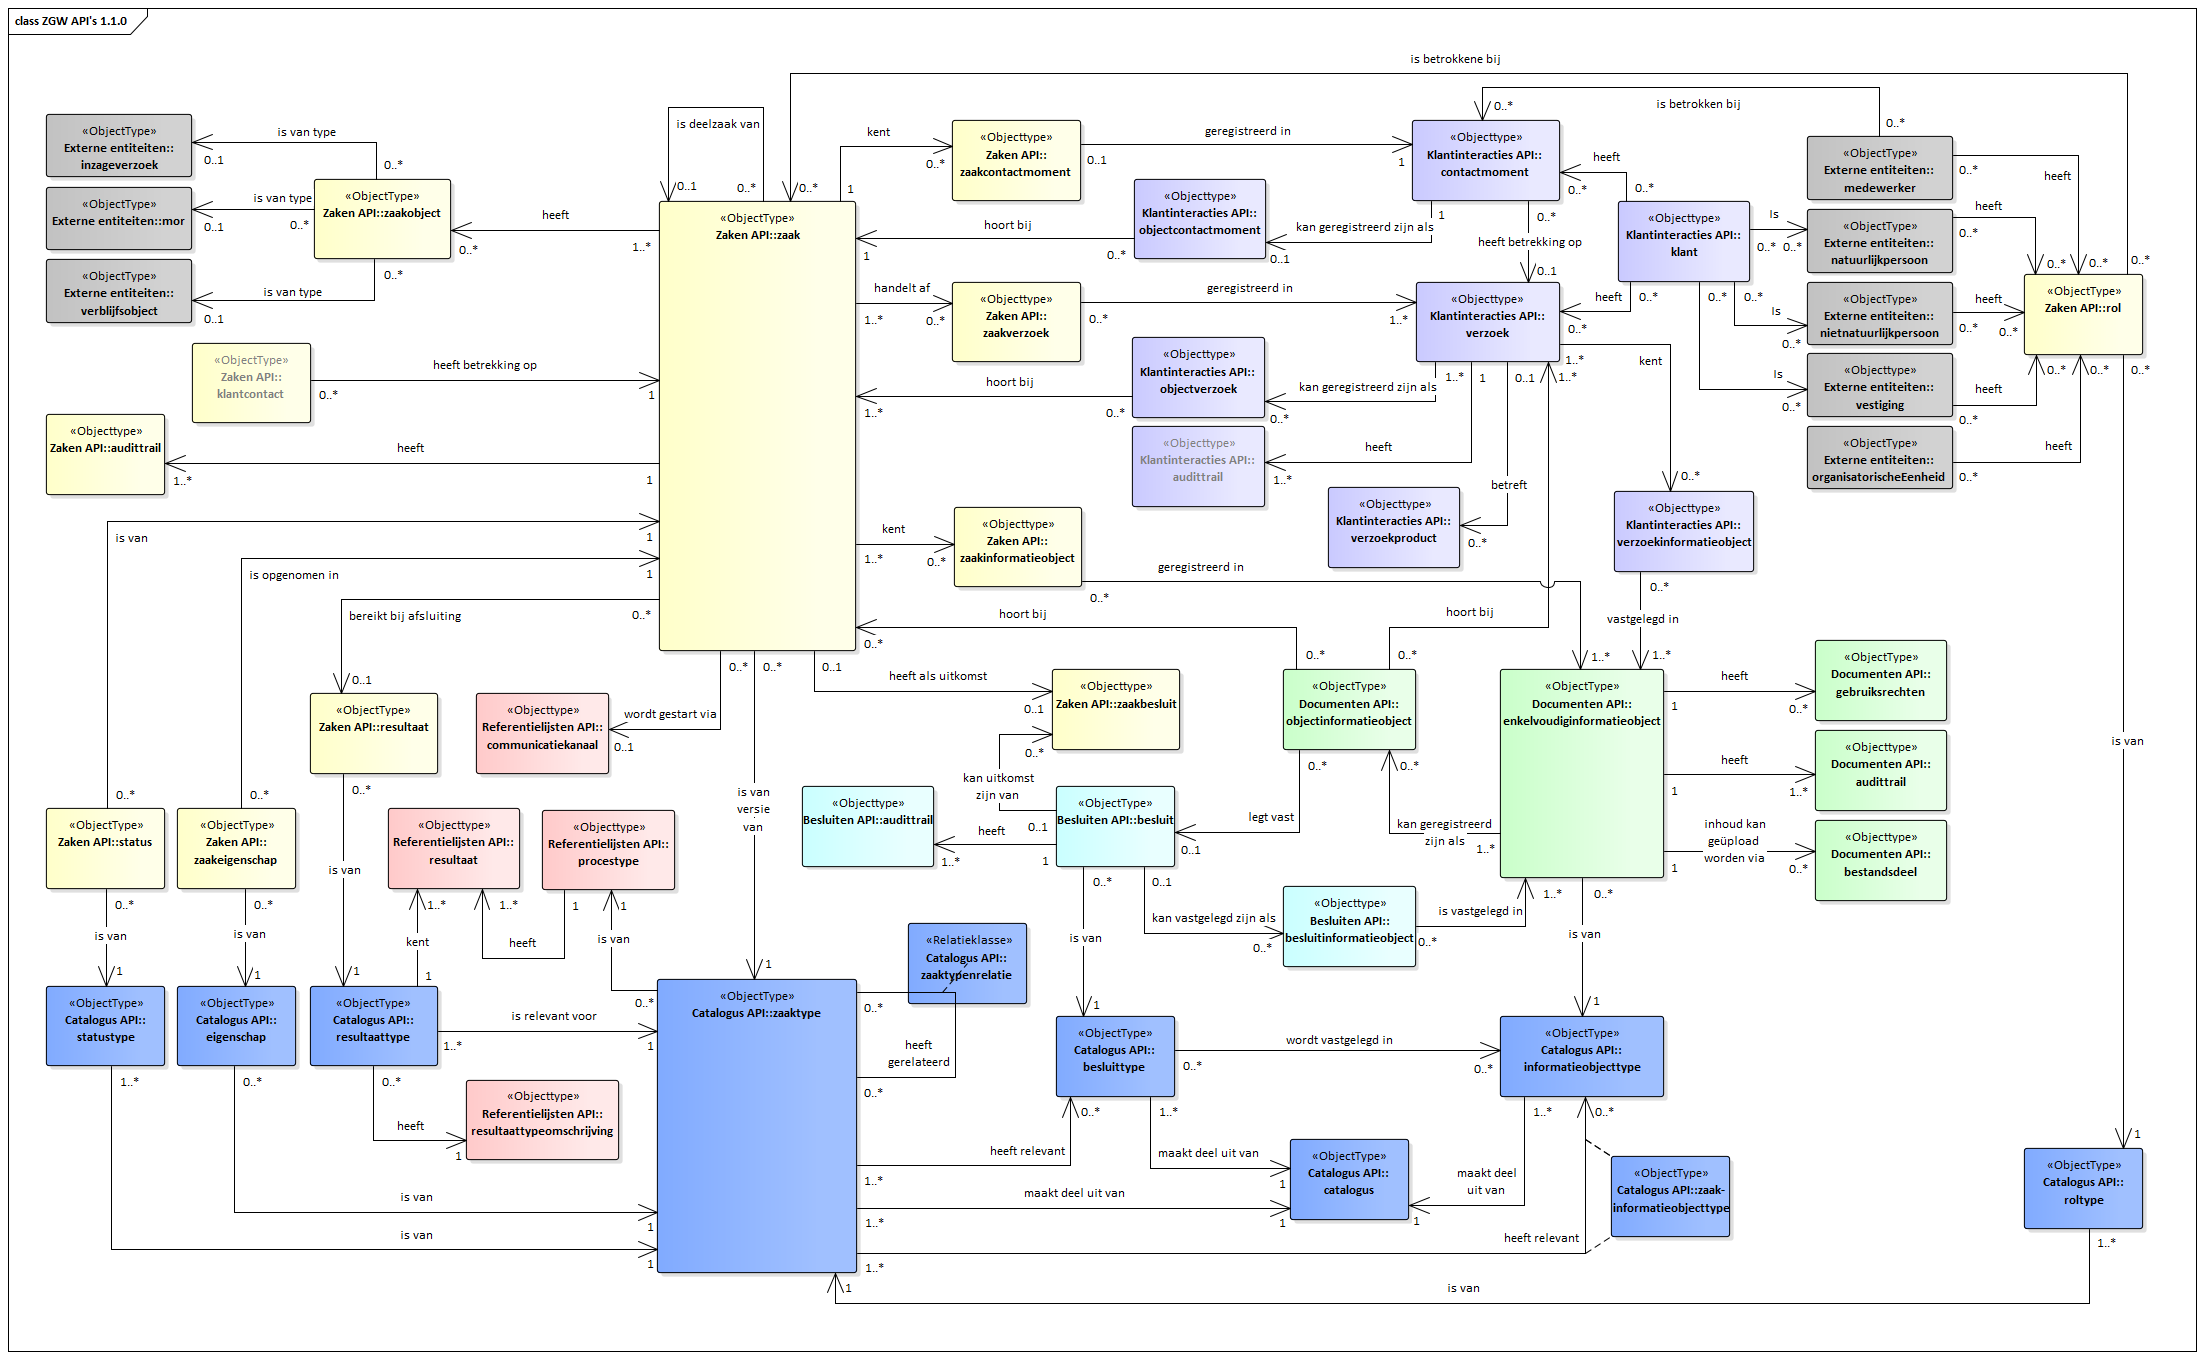 class ZGW API's 1.1.0
is betrokkene bij
is betrokken bij
0..*
0..*
«ObjectType»
Externe entiteiten::
inzageverzoek
is van type
0..1
0..*
«ObjectType»
Externe entiteiten::mor
is van type
0..1
0..*
«ObjectType»
Externe entiteiten::
verblijfsobject
is van type
0..1
0..*
«ObjectType»
Zaken API::zaakobject
heeft
0..*
1..*
is deelzaak van
0..1
0..*
0..*
1
«ObjectType»
Zaken API::zaak
kent
0..*
«Objecttype»
Zaken API::
zaakcontactmoment
geregistreerd in
0..1
1
«Objecttype»
Klantinteracties API::
contactmoment
heeft
0..*
0..*
«Objecttype»
Klantinteracties API::
objectcontactmoment
hoort bij
1
0..*
kan geregistreerd zijn als
1
0..1
0..*
heeft betrekking op
0..1
«Objecttype»
Klantinteracties API::
klant
Is
0..*
0..*
«ObjectType»
Externe entiteiten::
medewerker
0..*
heeft
«ObjectType»
Externe entiteiten::
natuurlijkpersoon
0..*
heeft
0..*
0..*
0..*
«ObjectType»
Externe entiteiten::
nietnatuurlijkpersoon
Is
0..*
0..*
heeft
0..*
0..*
«ObjectType»
Zaken API::rol
0..*
0..*
0..*
«Objecttype»
Externe entiteiten::
vestiging
Is
0..*
0..*
heeft
0..*
«ObjectType»
Externe entiteiten::
organisatorischeEenheid
heeft
0..*
handelt af
1..*
0..*
«Objecttype»
Zaken API::
zaakverzoek
geregistreerd in
0..*
1..*
«Objecttype»
Klantinteracties API::
verzoek
heeft
0..*
0..*
1..*
kent
0..*
«ObjectType»
Zaken API::
klantcontact
heeft betrekking op
0..*
1
«Objecttype»
Klantinteracties API::
objectverzoek
hoort bij
1..*
0..*
kan geregistreerd zijn als
1..*
1
0..1
1..*
0..*
«Objecttype»
Klantinteracties API::
audittrail
heeft
1..*
betreft
«Objecttype»
Klantinteracties API::
verzoekproduct
0..*
«Objecttype»
Zaken API::audittrail
heeft
1..*
1
«Objecttype»
Klantinteracties API::
verzoekinformatieobject
0..*
vastgelegd in
1..*
is van
1
is opgenomen in
1
kent
1..*
0..*
«Objecttype»
Zaken API::
zaakinformatieobject
geregistreerd in
0..*
1..*
bereikt bij afsluiting
0..*
0..1
hoort bij
0..*
0..*
hoort bij
0..*
0..*
0..*
0..1
heeft als uitkomst
0..1
«Objecttype»
Zaken API::zaakbesluit
0..*
«ObjectType»
Documenten API::
objectinformatieobject
0..*
0..*
«ObjectType»
Documenten API::
enkelvoudiginformatieobject
heeft
1
0..*
«ObjectType»
Documenten API::
gebruiksrechten
heeft
1
1..*
«Objecttype»
Documenten API::
audittrail
inhoud kan
geüpload
worden via
1
0..*
«Objecttype»
Documenten API::
bestandsdeel
«ObjectType»
Zaken API::resultaat
0..*
«Objecttype»
Referentielijsten API::
communicatiekanaal
wordt gestart via
0..1
is van
versie
van
1
kan uitkomst
zijn van
0..1
«Objecttype»
Besluiten API::audittrail
heeft
1..*
1
«ObjectType»
Besluiten API::besluit
0..1
legt vast
kan geregistreerd
zijn als
1..*
0..*
«ObjectType»
Zaken API::status
0..*
0..*
«ObjectType»
Zaken API::
zaakeigenschap
0..*
0..*
«Objecttype»
Referentielijsten API::
resultaat
1..*
1..*
«Objecttype»
Referentielijsten API::
procestype
1
1
heeft
is van
is van
is van
is van
kent
1
0..*
0..1
kan vastgelegd zijn als
0..*
«Objecttype»
Besluiten API::
besluitinformatieobject
is vastgelegd in
0..*
1..*
0..*
is van
is van
1
1
is van
1
1
1
1
«ObjectType»
Catalogus API::
statustype
1..*
«ObjectType»
Catalogus API::
eigenschap
0..*
«ObjectType»
Catalogus API::
resultaattype
0..*
is relevant voor
1..*
1
0..*
«ObjectType»
Catalogus API::zaaktype
«Relatieklasse»
Catalogus API::
zaaktypenrelatie
0..*
heeft
gerelateerd
0..*
«ObjectType»
Catalogus API::
besluittype
wordt vastgelegd in
0..*
0..*
«ObjectType»
Catalogus API::
informatieobjecttype
heeft
1
«Objecttype»
Referentielijsten API::
resultaattypeomschrijving
heeft relevant
1..*
0..*
1..*
maakt deel uit van
1
«ObjectType»
Catalogus API::
catalogus
maakt deel uit van
1..*
1
maakt deel
uit van
1..*
1
0..*
«ObjectType»
Catalogus API::zaak-
informatieobjecttype
heeft relevant
1..*
«ObjectType»
Catalogus API::
roltype
1..*
is van
1
is van
1
is van
1